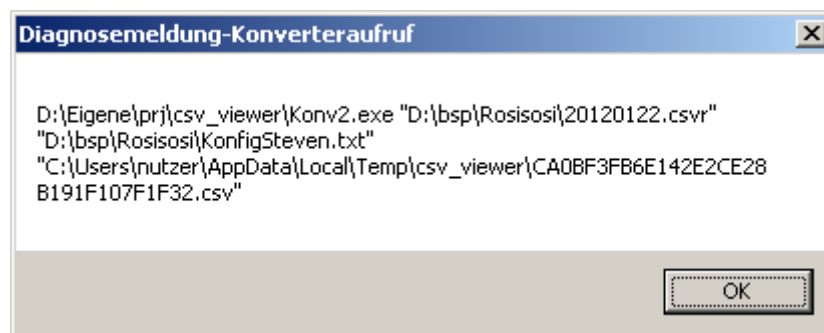 Diagnosemeldung-Konverteraufruf
D:\Eigene\prj\csv_viewer\Konv2.exe "D:\bsp\Rosisosi\20120122.csvr"
"D:\bsp\Rosisosi\KonfigSteven.txt"
"C:\Users\nutzer\AppData\Local\Temp\csv_viewer\CA0BF3FB6E142E2CE28
B191F107F1F32.csv"
OK